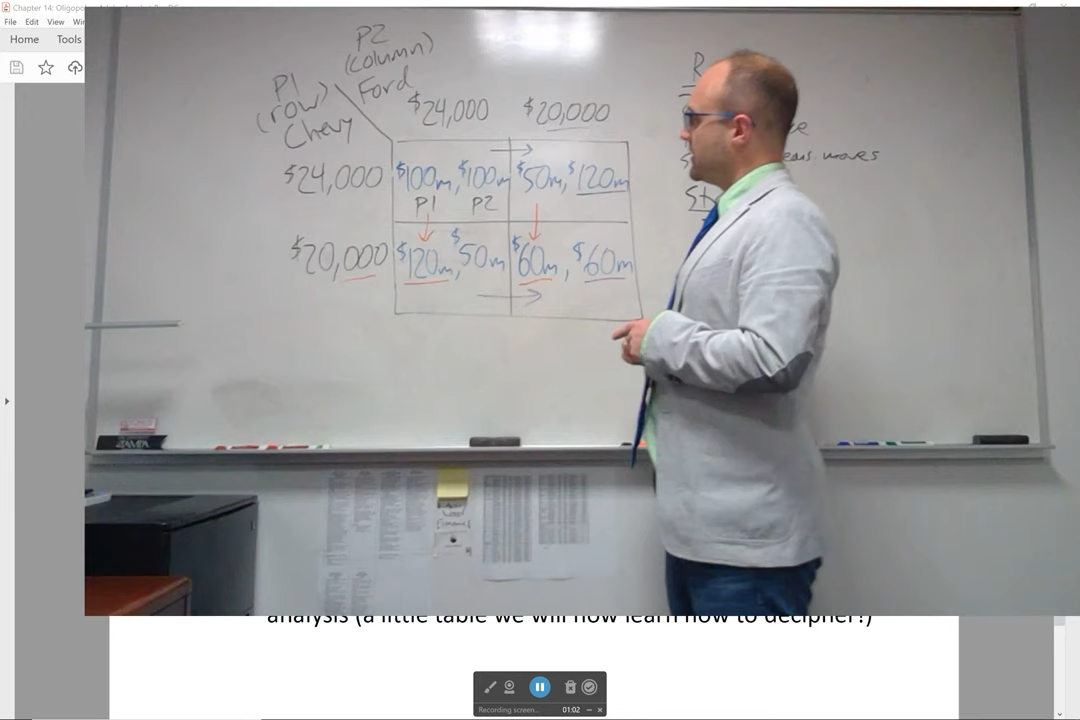 Chapter 14: Oligopo
File Edit View Wi
Home Tools
P2
(column)
Ford
P1
(row)
Chevy
$24,000 $20,000
$24,000 $100m, $100m $50m, $120m
P1 P2
$20,000 $120m, $50m $60m, $60m
R
moves
analysis (a little table we will now learn how to decipher!)
Recording screen... 01:02